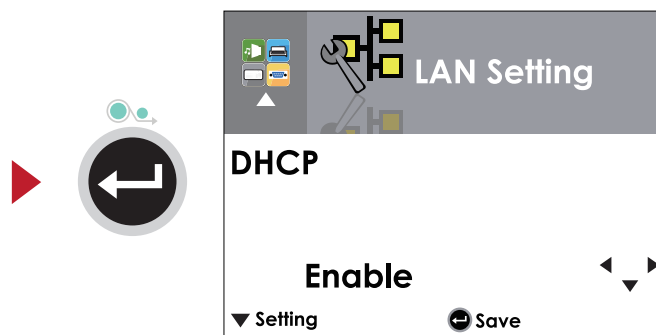 LAN Setting
DHCP
Enable
Setting
Save